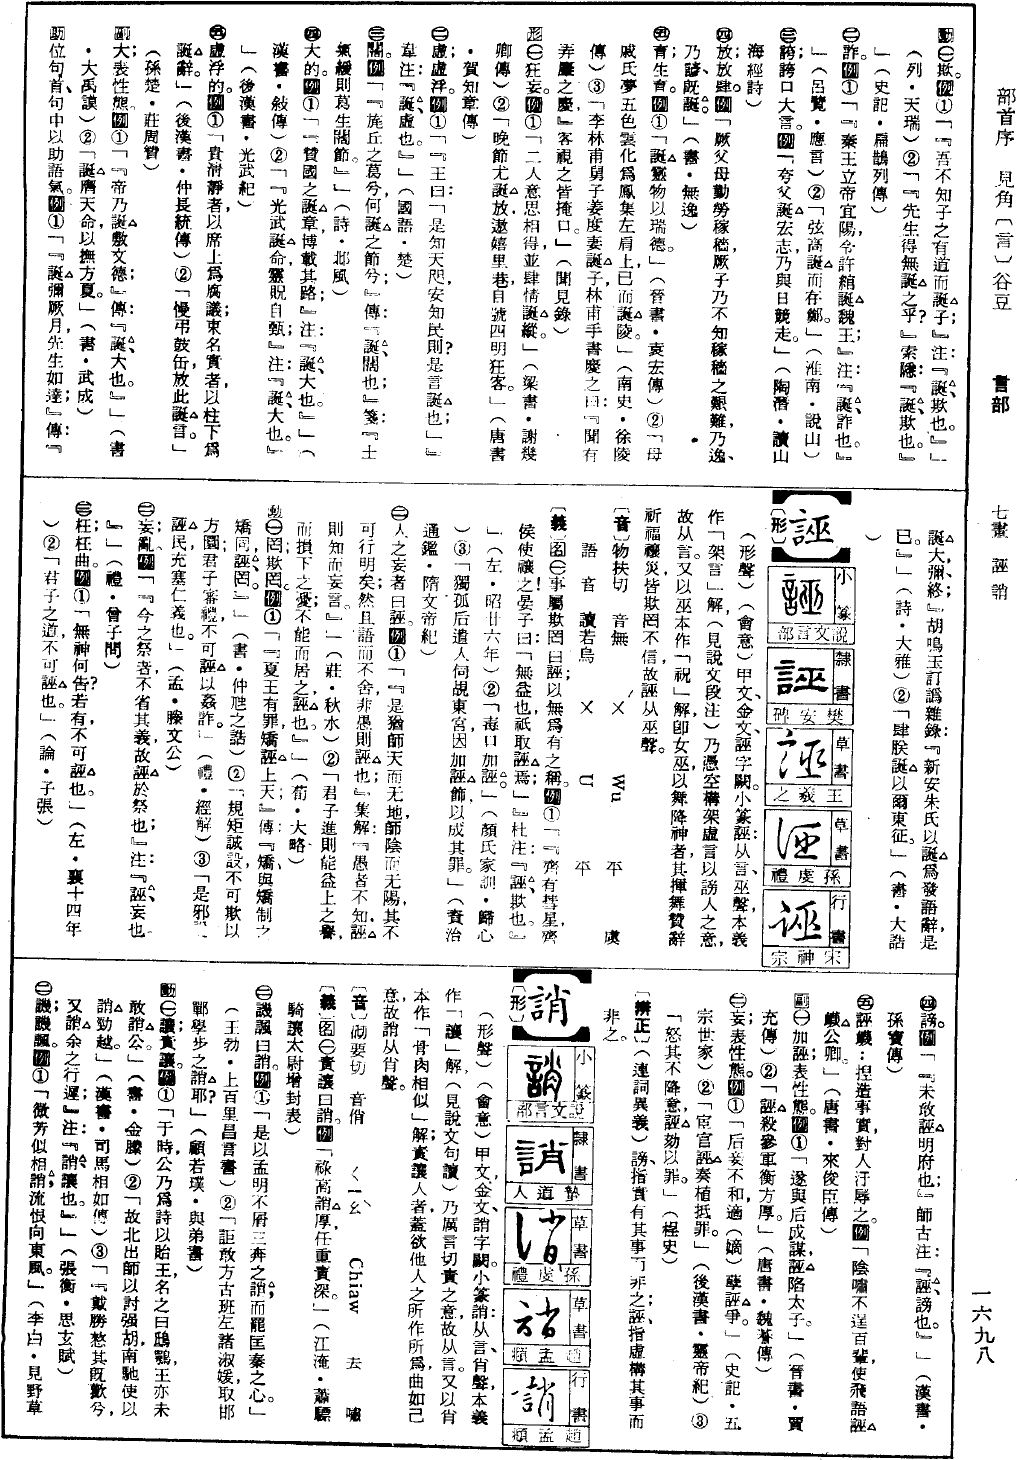 部首序　見角〔言〕谷豆　言部　七畫　誣誚　一六九八
動㊀欺。例①「『吾不知子之有道而誕子』注：『誕、欺也。』」
（列・天瑞）②「『先生得無誕之乎？』索隱：『誕、欺也。』
」（史記・扁鵲列傳）
㊁詐。例①「『秦王立帝宜陽令許綰誕魏王』注：『誕、詐也。』
」（呂覽・應言）②「弦高誕而存鄭。」（淮南・說山）
㊂誇；誇口大言。例「夸父誕宏志，乃與日競走。」（陶潛・讀山
海經詩）
㊃放；放肆。例「厥父母勤勞稼穡，厥子乃不知稼穡之艱難，乃逸、
乃諺、既誕。」（書・無逸）
㊄育；生育。例①「誕靈物以瑞德。」（晉書・袁宏傳）②「母
臧氏夢五色雲化爲鳳，集左肩上，已而誕陵。」（南史・徐陵
傳）③「李林甫舅子姜度妻誕子，林甫手書慶之曰：『聞有
弄麞之慶。』客視之皆掩口。」（聞見錄）
形㊀狂妄。例①「二人意思相得，並肆情誕縱。」（梁書・謝幾
卿傳）②「晚節尤誕放，遨嬉里巷，自號四明狂客。」（唐書
・賀知章傳）
㊁虛；虛浮。例①「『王曰：「是知天咫，安知民則？是言誕也；」』
韋注：『誕、虛也。』」（國語・楚）
㊂闊。例「『旄丘之葛兮，何誕之節兮。』傳：『誕、闊也；』箋：『土
氣緩則葛生闊節。』」（詩・邶風）
㊃大的。例①「『贊國之誕章，博載其路。』注：『誕、大也。』」（
漢書・敍傳）②「『光武誕命，靈貺自甄。』注：『誕、大也。』
」（後漢書・光武紀）
㊄虛浮的。例①「貴淸靜者，以席上爲腐議；束名實者，以柱下爲
誕辭。」（後漢書・仲長統傳）②「慢弔鼓缶，放此誕言。」
（孫楚・莊周贊）
副大；表性態。例①「『帝乃誕敷文德。』傳：『誕、大也。』」（書
・大禹謨）②「誕膺天命，以撫方夏。」（書・武成）
助位句首、句中以助語氣。例①「『誕彌厥月，先生如達；』傳：『
誕、大，彌、終。』胡鳴玉訂譌雜錄：『新安朱氏以誕爲發語辭，是
巳。』」（詩・大雅）②「肆朕誕以爾東征。」（書・大誥
）
【誣】
小篆　說文言部
隸書　樊安碑
草書　王羲之
草書　孫虔禮
行書　宋神宗
〔形〕（形聲）（會意）甲文、金文誣字闕。小篆誣：从言、巫聲，本義
作「架言」解，（見說文段注）乃憑空構架虛言以謗人之意，
故从言。又以巫本作「祝」解，卽女巫以舞降神者，其揮舞贊辭
祈福禳災皆欺罔不信，故誣从巫聲。
〔音〕物扶切　音無　ㄨˊ　Wu　平　虞
語音　讀若烏　ㄨ　U　平
〔義〕名㊀事屬欺罔曰誣；以無爲有之稱。例①「『齊有彗星，齊
侯使禳之，晏子曰：「無益也，祇取誣焉！」』杜注：『誣、欺也。』
」（左・昭廿六年）②「毒口加誣。」（顏氏家訓・歸心
）③「獨孤后遣人伺覘東宮，因加誣飾，以成其罪。」（資治
通鑑・隋文帝紀）
㊁人之妄者曰誣。例①「『是猶師天而无地，師陰而无陽，其不
可行明矣；然且語而不舍，非愚則誣也；』集解：『愚者不知，誣
則知而妄言。』」（莊・秋水）②「君子進則能益上之譽，
而損下之憂；不能而居之，誣也。」（荀・大略）
動㊀罔；欺罔。例①「『夏王有罪，矯誣上天。』傳：『矯與撟制之
撟同，誣、罔。』」（書・仲虺之誥）②「規矩誠設，不可欺以
方圜；君子審禮，不可誣以姦詐。」（禮・經解）③「是邪說
誣民，充塞仁義也。」（孟・滕文公）
㊁妄；亂。例「『今之祭者，不省其義，故誣於祭也；』注：『誣、妄也
』」（禮・曾子問）
㊂枉；枉曲。例①「無神何告？若有，不可誣也。」（左・襄十四年
）②「君子之道，不可誣也。」（論・子張）
㊃謗。例「『未敢誣明府也。』師古注：『誣、謗也。』」（漢書・
孫寶傳）
㊄誣衊：揑造事實，對人汙辱之。例「陰嘯不逞百輩，使飛語誣
衊公卿。」（唐書・來俊臣傳）
副㊀加誣；表性態。例①「遂與后成謀，誣陷太子。」（晉書・賈
充傳）②「誣殺參軍衡方厚。」（唐書・魏謩傳）
㊁妄；表性態。例①「后妾不和，適（嫡）孽誣爭。」（史記・五
宗世家）②「宦官誣奏植抵罪。」（後漢書・靈帝紀）③
「怒其不降意，誣劾以罪。」（桯史）
〔辨正〕（連詞異義）謗：指實有其事而非之；誣：指虛構其事而
非之。
【誚】
小篆　說文言部
隸書　蟄道人
草書　孫虔禮
草書　趙孟頫
行書　趙孟頫
〔形〕（形聲）（會意）甲文、金文誚字闕。小篆誚：从言、肖聲，本義
作「讓」解，（見說文句讀）乃厲言切責之意，故从言。又以肖
本作「骨肉相似」解，責讓人者，蓋欲他人之所作所爲，曲如己
意，故誚从肖聲。
〔音〕劬要切　音俏　ㄑㄧㄠˋ　Chiaw　去　嘯
〔義〕名㊀責讓曰誚。例「祿高誚厚，任重責深。」（江淹・蕭驃
騎讓太尉增封表）
㊁譏諷曰誚。例①「是以孟明不屑三奔之誚，而罷匡秦之心。」
（王勃・上百里昌言書）②「詎敢方古班左諸淑媛，取邯
鄲學步之誚耶？」（顧若璞・與弟書）
動㊀讓；責讓。例①「于時，公乃爲詩以貽王，名之曰鴟鴞，王亦未
敢誚公。」（書・金縢）②「故北出師以討强胡，南馳使以
誚勁越。」（漢書・司馬相如傳）③「『戴勝憗其既歡兮，
又誚余之行遲。』注：『誚、讓也。』」（張衡・思玄賦）
㊁譏；譏諷。例①「傲芳似相誚，流恨向東風。」（李白・見野草